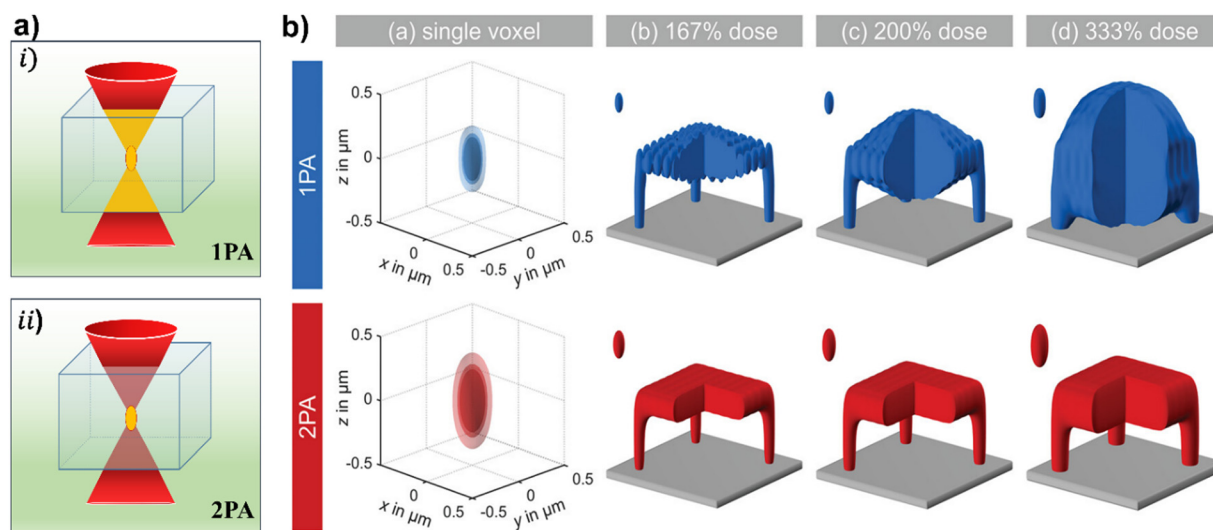 a)
i)
1PA
ii)
2PA
b)
(a) single voxel
(b) 167% dose
(c) 200% dose
(d) 333% dose
1PA
z in µm
0.5
0
-0.5
x in µm
0
0.5
y in µm
-0.5
0
0.5
2PA
z in µm
0.5
0
-0.5
x in µm
0
0.5
y in µm
-0.5
0
0.5